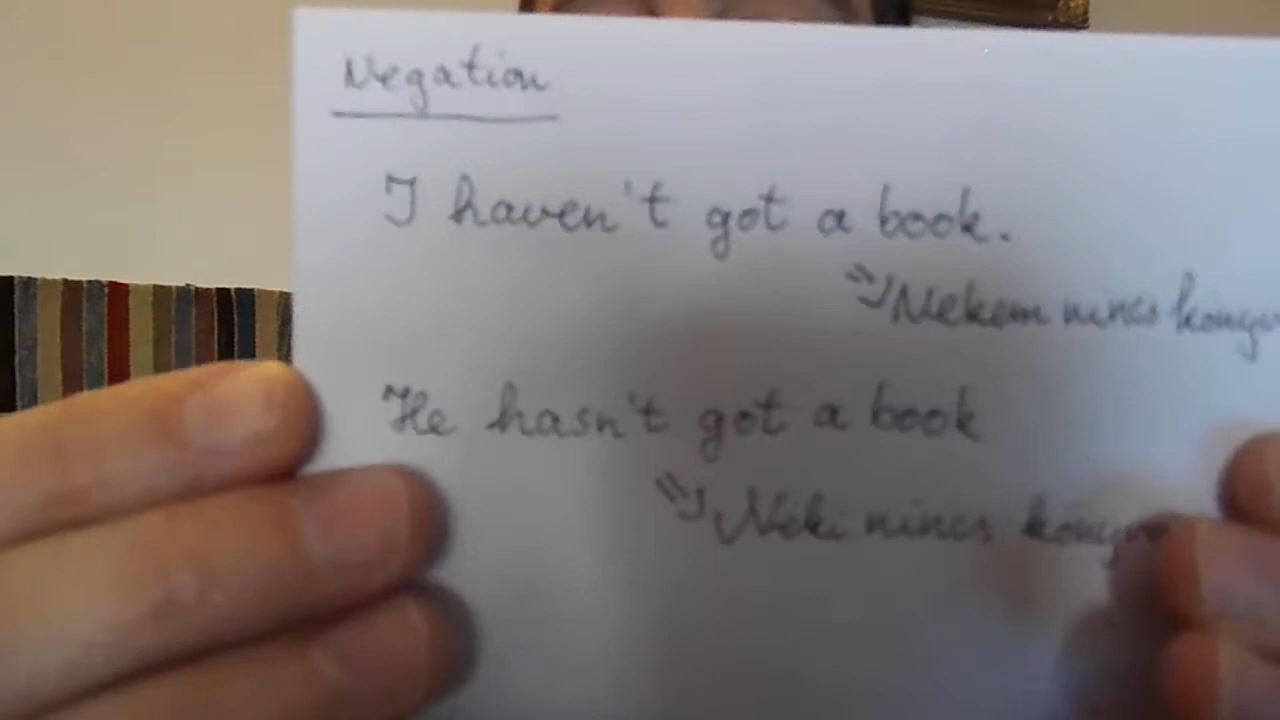 Negation
I haven't got a book.
Nekem nincs
He hasn't got a book
Neki nincs